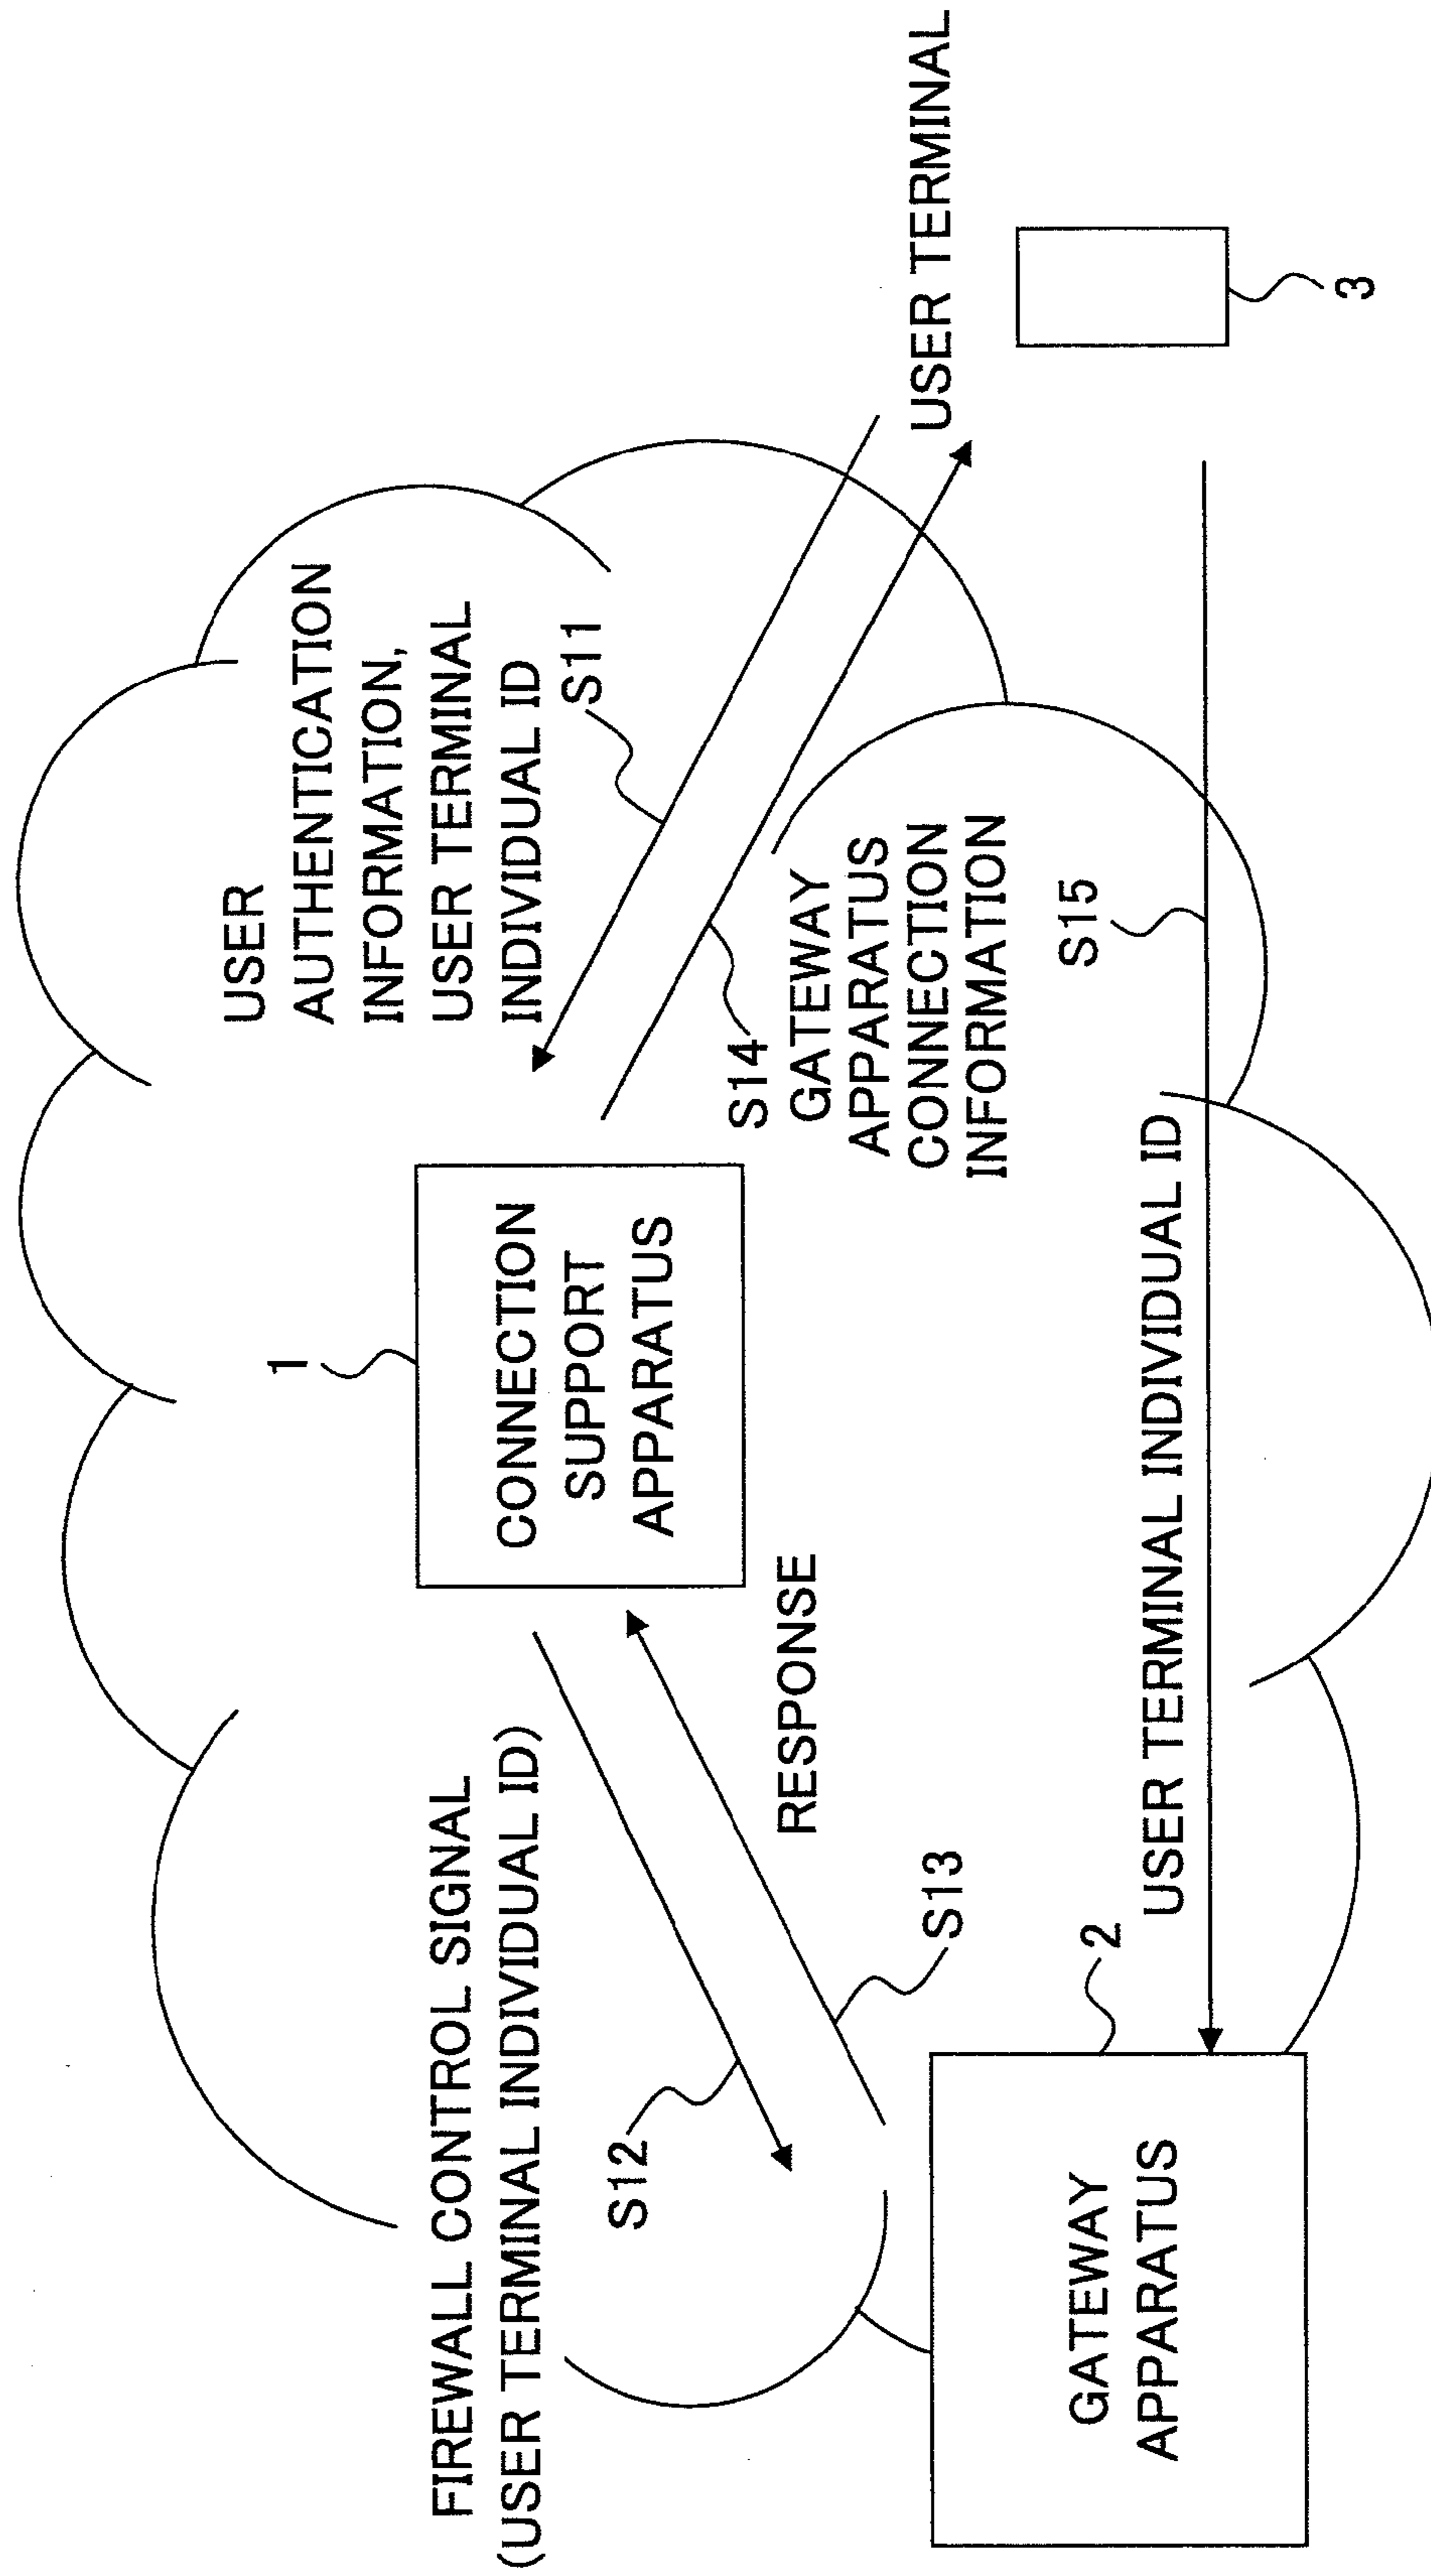 FIREWALL CONTROL SIGNAL
(USER TERMINAL INDIVIDUAL ID)
S12
1
CONNECTION
SUPPORT
APPARATUS
USER
AUTHENTICATION
INFORMATION,
USER TERMINAL
INDIVIDUAL ID
S11
RESPONSE
S13
S14
GATEWAY
APPARATUS
CONNECTION
INFORMATION
USER TERMINAL
3
S15
2
USER TERMINAL INDIVIDUAL ID
GATEWAY
APPARATUS